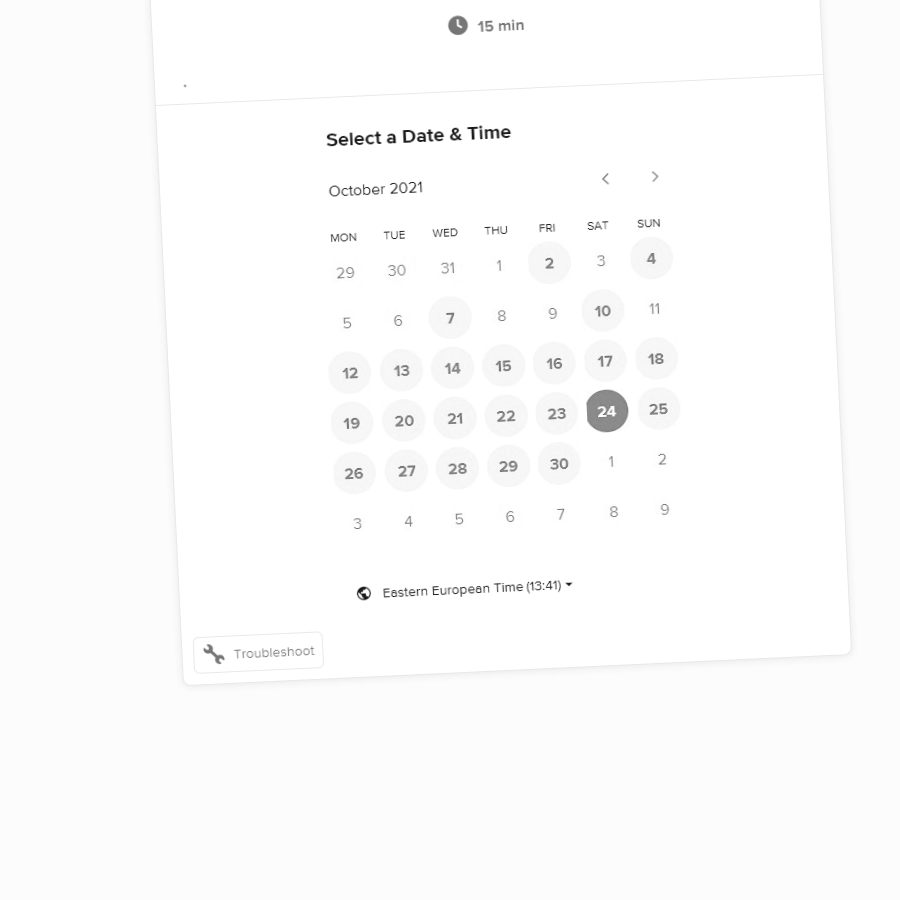 15 min
.
Select a Date & Time
October 2021
MON TUE WED THU FRI SAT SUN
29 30 31 1 2 3 4
5 6 7 8 9 10 11
12 13 14 15 16 17 18
19 20 21 22 23 24 25
26 27 28 29 30 1 2
3 4 5 6 7 8 9
Eastern European Time (13:41)
Troubleshoot